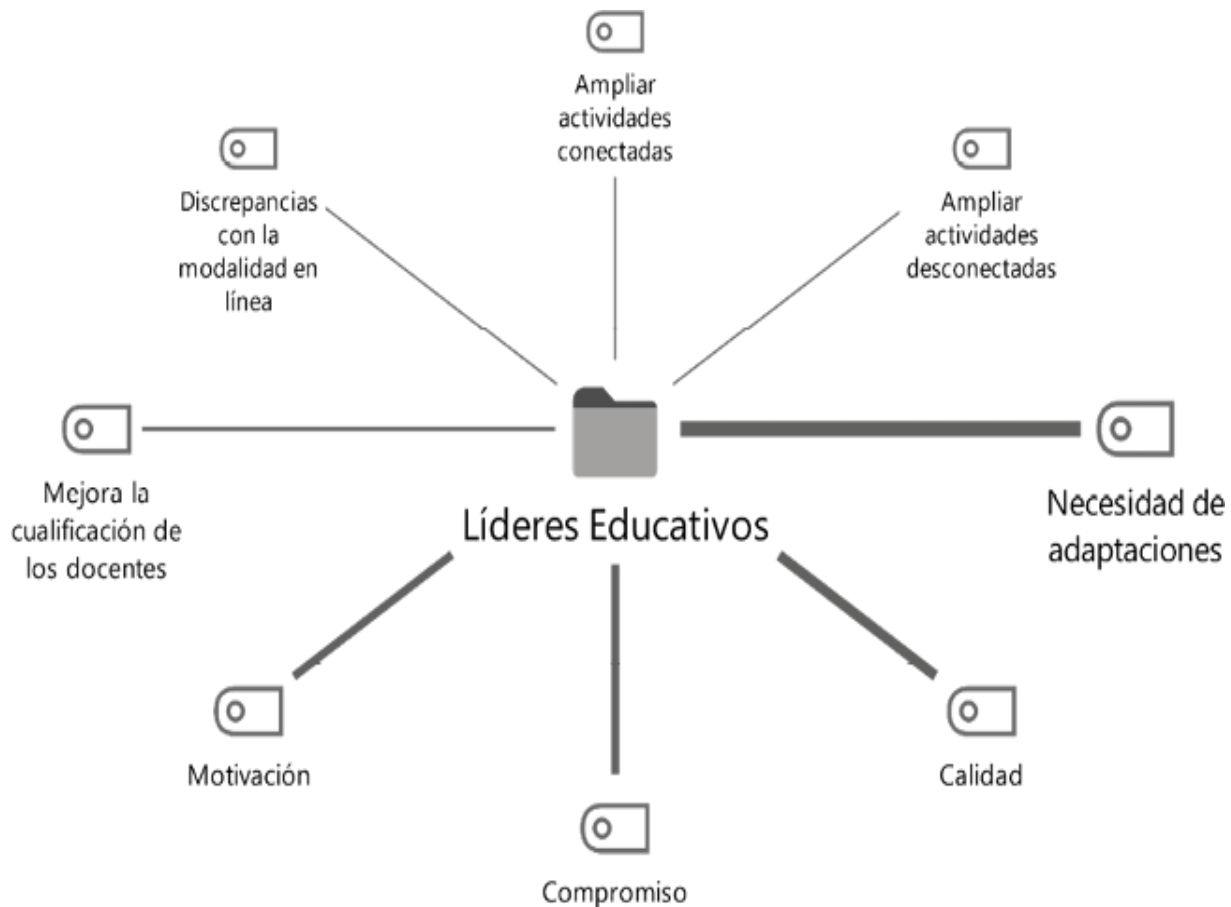 Ampliar
actividades
conectadas
Discrepancias
con la
modalidad en
línea
Ampliar
actividades
desconectadas
Mejora la
cualificación de
los docentes
Líderes Educativos
Necesidad de
adaptaciones
Motivación
Compromiso
Calidad